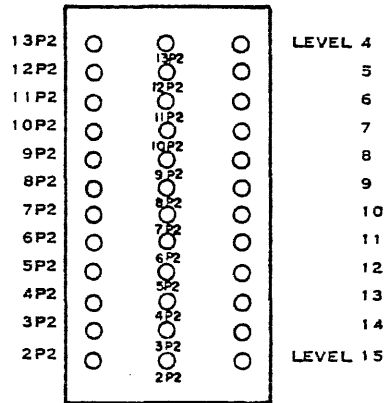 13P2 LEVEL 4
13P2
12P2 5
12P2
11P2 6
11P2
10P2 7
10P2
9P2 8
9P2
8P2 9
8P2
7P2 10
7P2
6P2 11
6P2
5P2 12
5P2
4P2 13
4P2
3P2 14
3P2
2P2 LEVEL 15
2P2